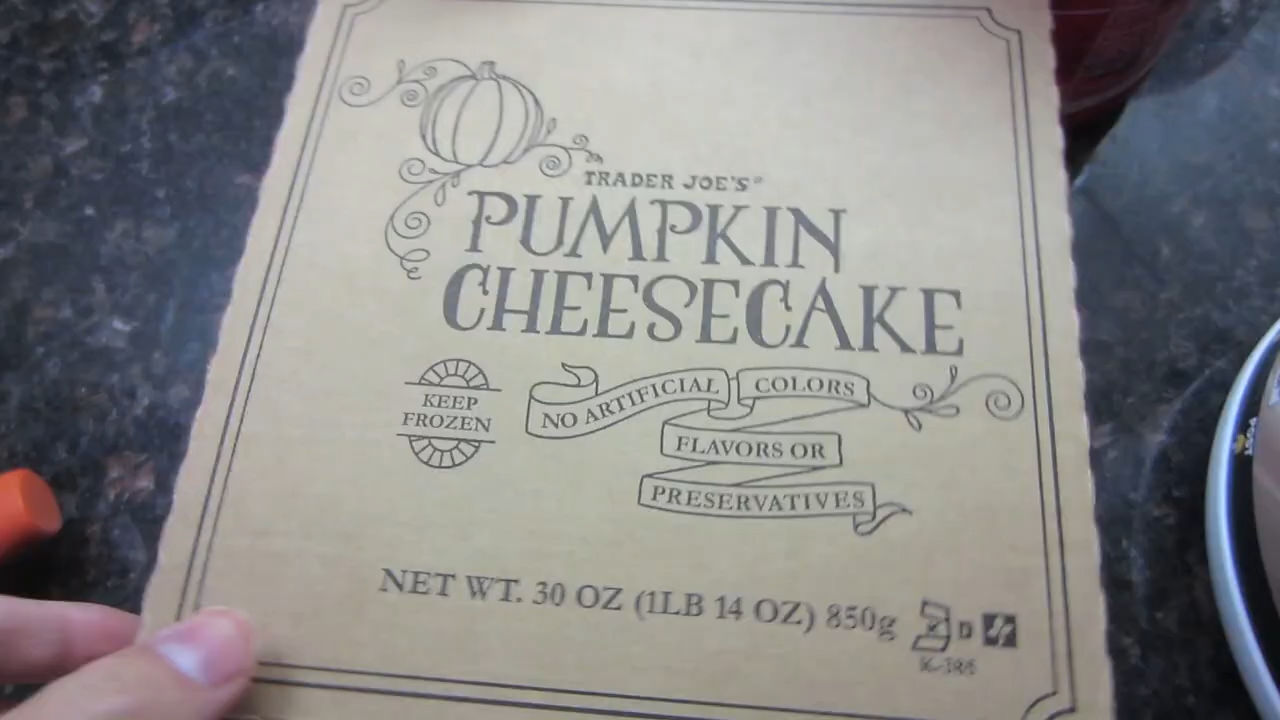 TRADER JOE'S®
PUMPKIN
CHEESECAKE
KEEP
FROZEN
NO ARTIFICIAL COLORS
FLAVORS OR
PRESERVATIVES
NET WT. 30 OZ (1LB 14 OZ) 850g
D